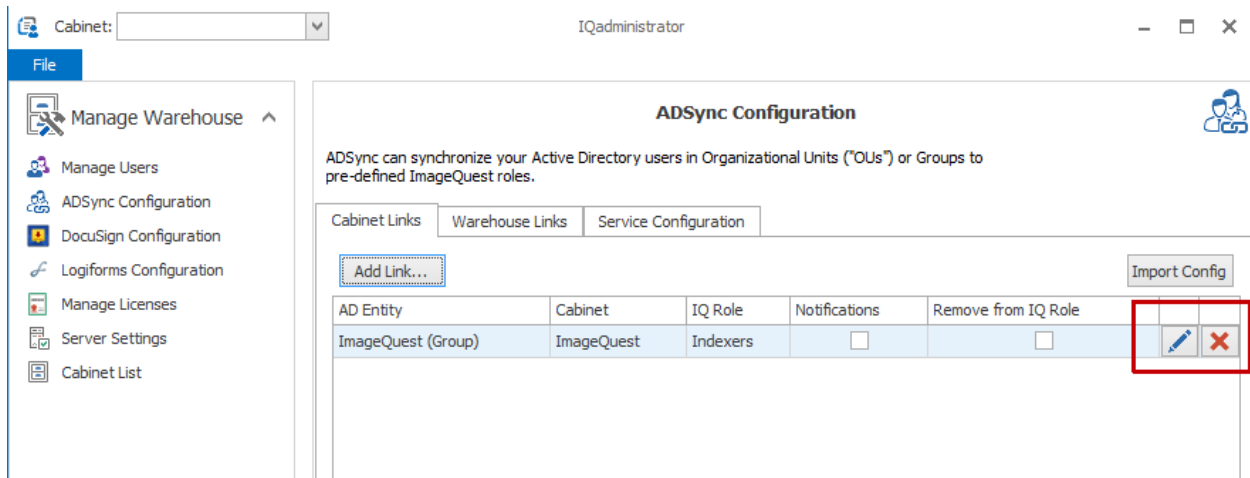 Cabinet:
IQadministrator
File
Manage Warehouse
Manage Users
ADSync Configuration
DocuSign Configuration
Logiforms Configuration
Manage Licenses
Server Settings
Cabinet List
ADSync Configuration
ADSync can synchronize your Active Directory users in Organizational Units ("OUs") or Groups to
pre-defined ImageQuest roles.
Cabinet Links Warehouse Links Service Configuration
Add Link... Import Config
AD Entity Cabinet IQ Role Notifications Remove from IQ Role
ImageQuest (Group) ImageQuest Indexers